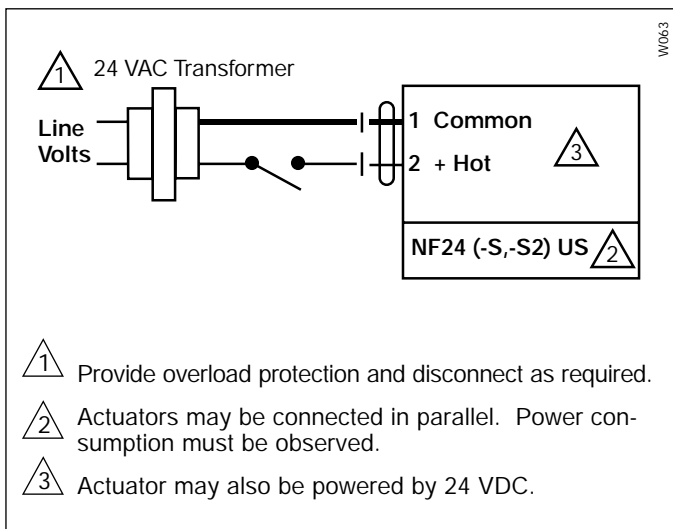 W063
1 24 VAC Transformer
Line
Volts
1 Common
2 + Hot
3
NF24 (-S,-S2) US 2
1 Provide overload protection and disconnect as required.
2 Actuators may be connected in parallel. Power con-
sumption must be observed.
3 Actuator may also be powered by 24 VDC.